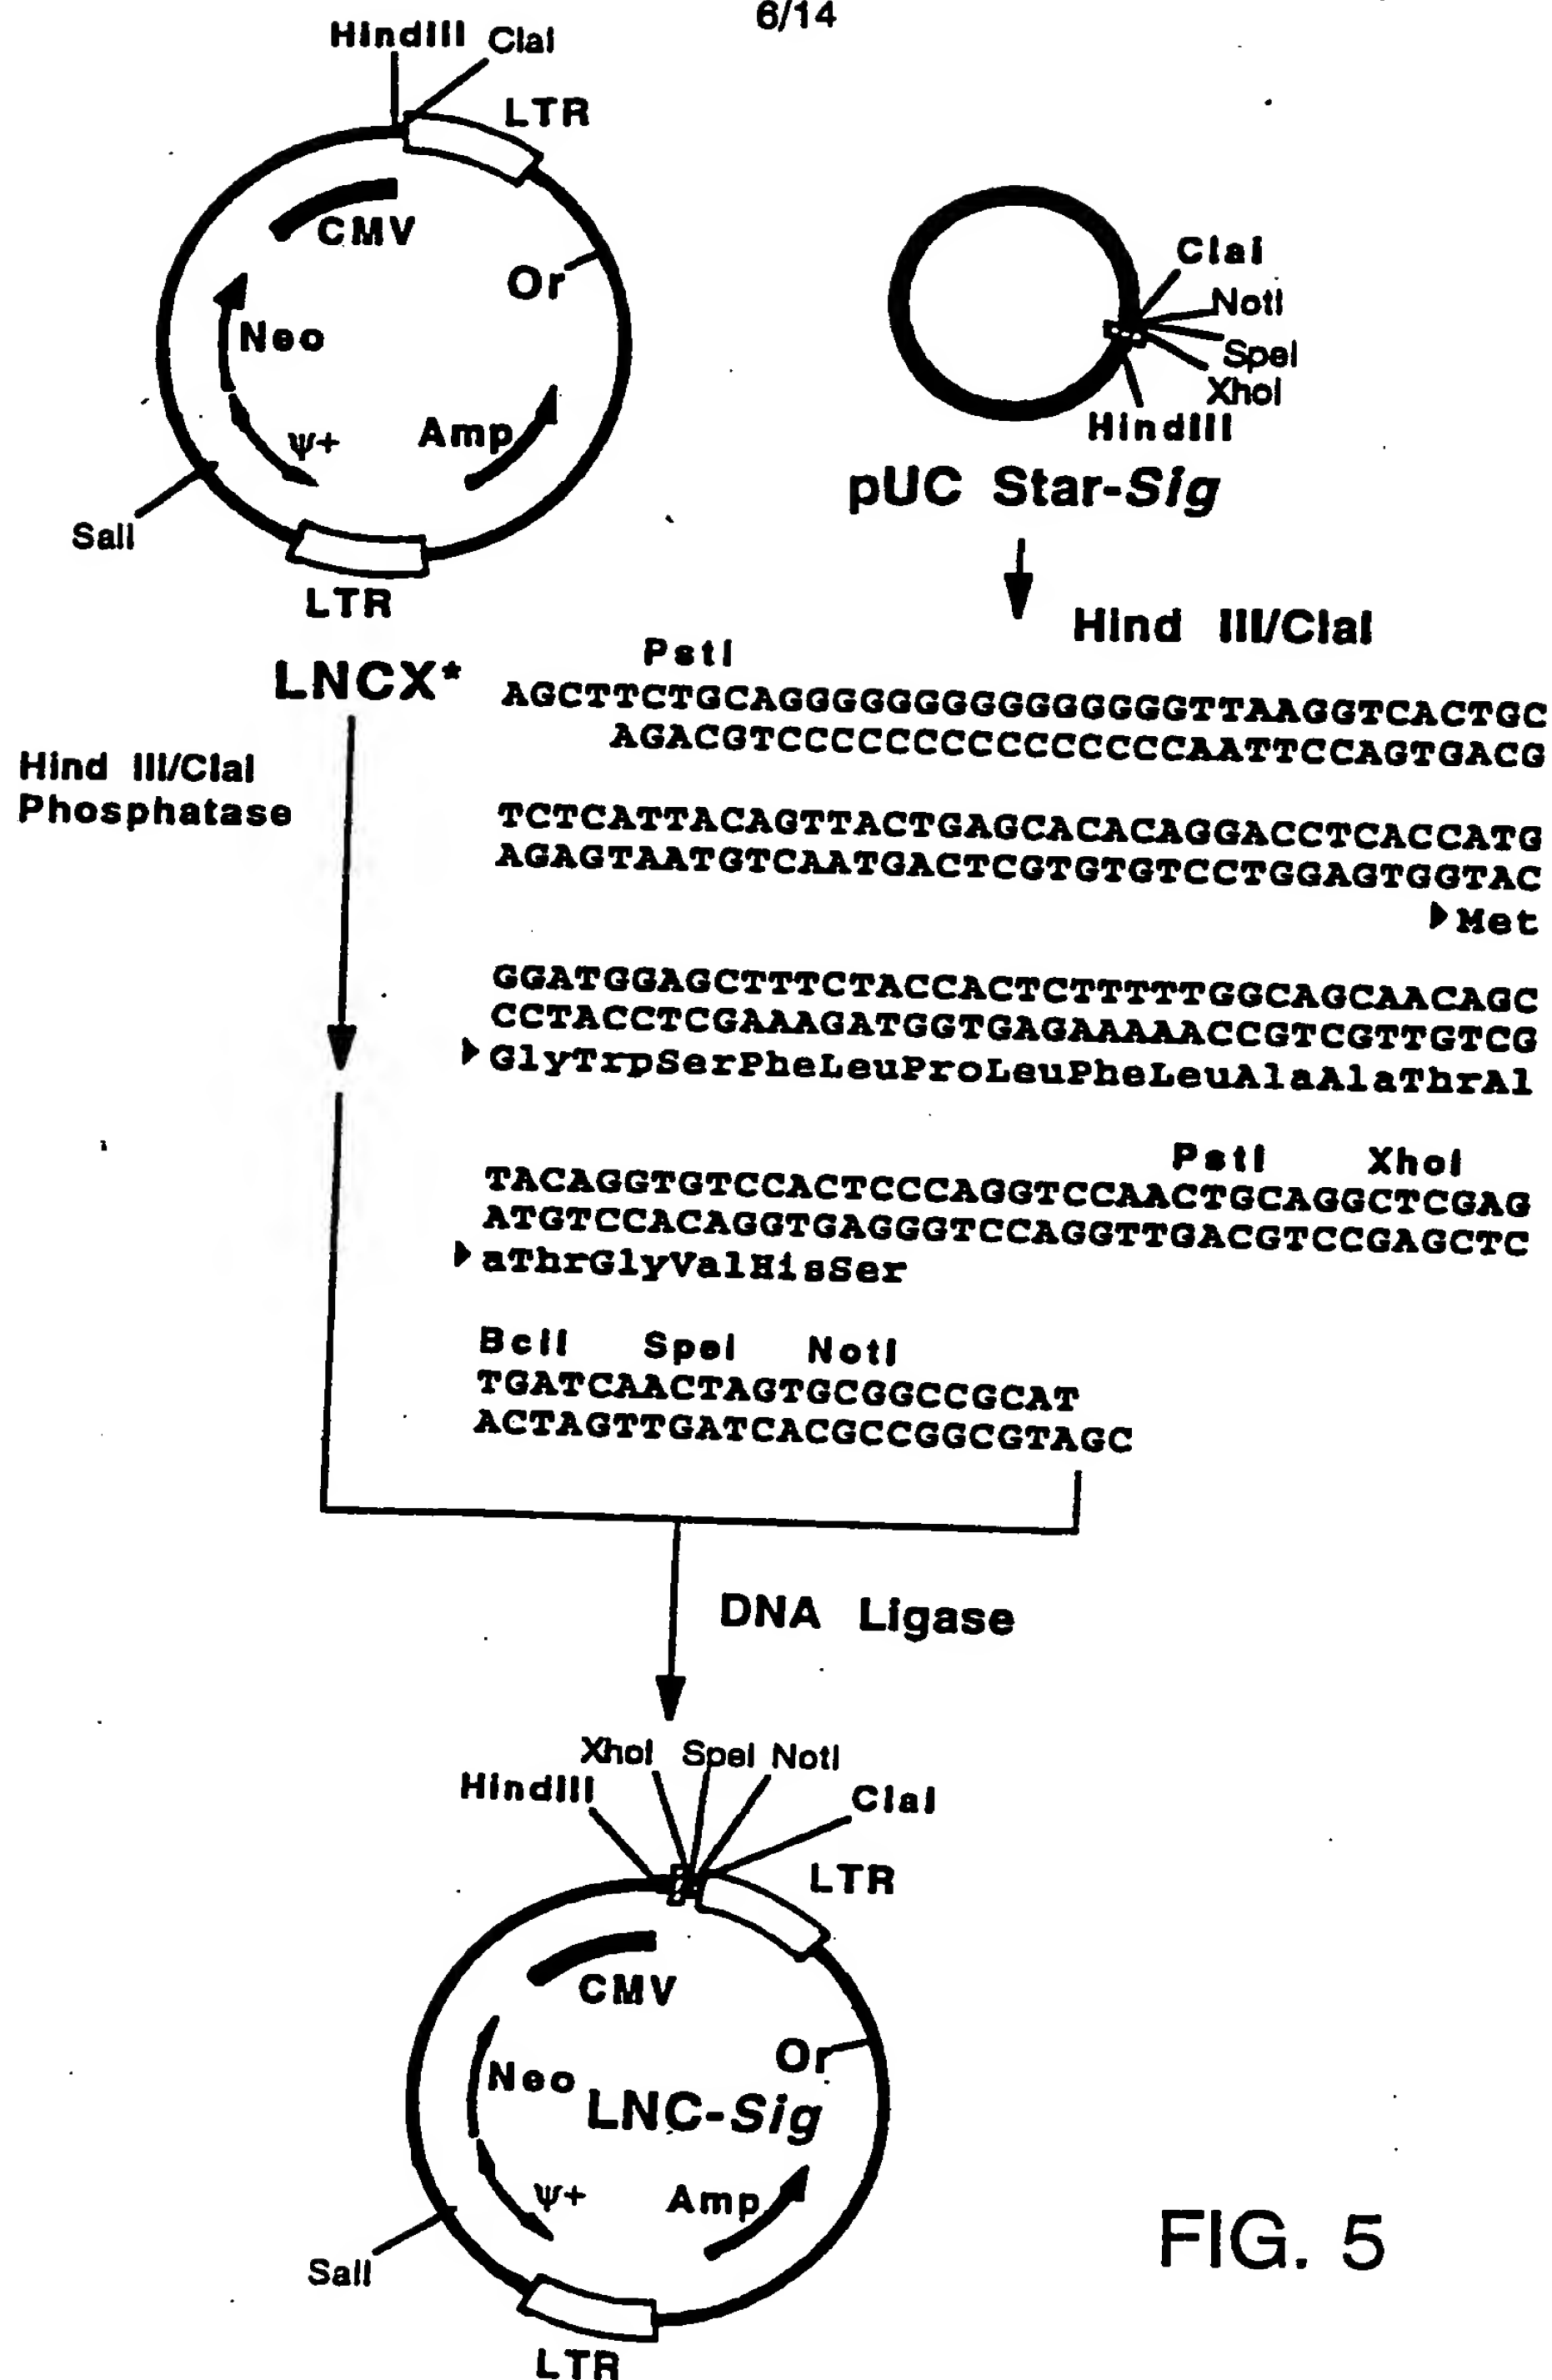 6/14
HindIII ClaI
LTR
CMV
Or
Neo
Amp
ψ+
SalI
LTR
LNCX*
ClaI
NotI
SpeI
XhoI
HindIII
pUC Star-Sig
Hind III/ClaI
Hind III/ClaI
Phosphatase
PstI
AGCTTCTGCAGGGGGGGGGGGGGGGTTAAGGTCACTGC
AGACGTCCCCCCCCCCCCCCCAATTCCAGTGACG
TCTCATTACAGTTACTGAGCACACAGGACCTCACCATG
AGAGTAATGTCAATGACTCGTGTGTCCTGGAGTGGTAC
Met
GGATGGAGCTTTCTACCACTCTTTTTGGCAGCAACAGC
CCTACCTCGAAAGATGGTGAGAAAAACCGTCGTTGTCG
GlyTrpSerPheLeuProLeuPheLeuAlaAlaThrAl
PstI XhoI
TACAGGTGTCCACTCCCAGGTCCAACTGCAGGCTCGAG
ATGTCCACAGGTGAGGGTCCAGGTTGACGTCCGAGCTC
aThrGlyValHisSer
BclI SpeI NotI
TGATCAACTAGTGCGGCCGCAT
ACTAGTTGATCACGCCGGCGTAGC
DNA Ligase
XhoI SpeI NotI
HindIII
ClaI
LTR
CMV
Or
Neo
LNC-Sig
ψ+
Amp
SalI
LTR
FIG. 5